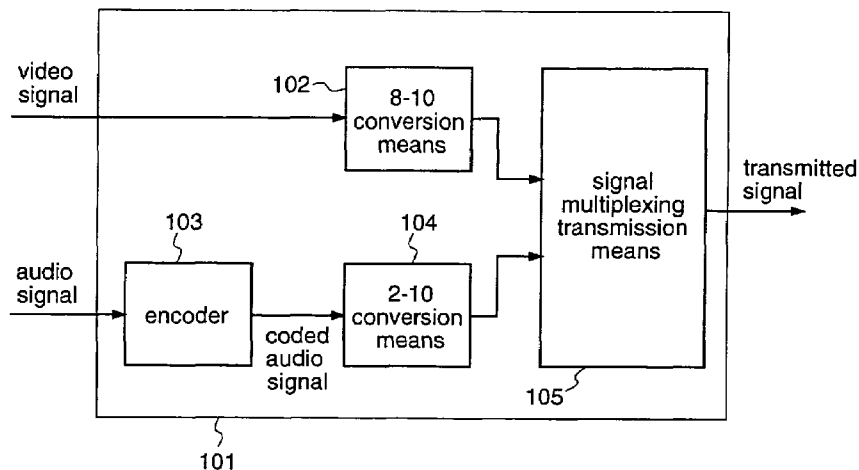 video
signal
102
8-10
conversion
means
signal
multiplexing
transmission
means
transmitted
signal
105
audio
signal
103
encoder
coded
audio
signal
104
2-10
conversion
means
101